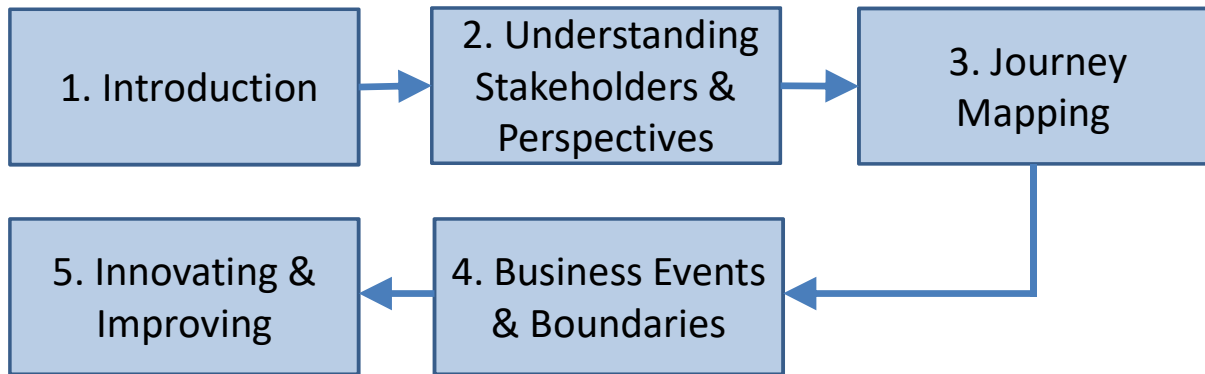 1. Introduction
2. Understanding
Stakeholders &
Perspectives
3. Journey
Mapping
4. Business Events
& Boundaries
5. Innovating &
Improving